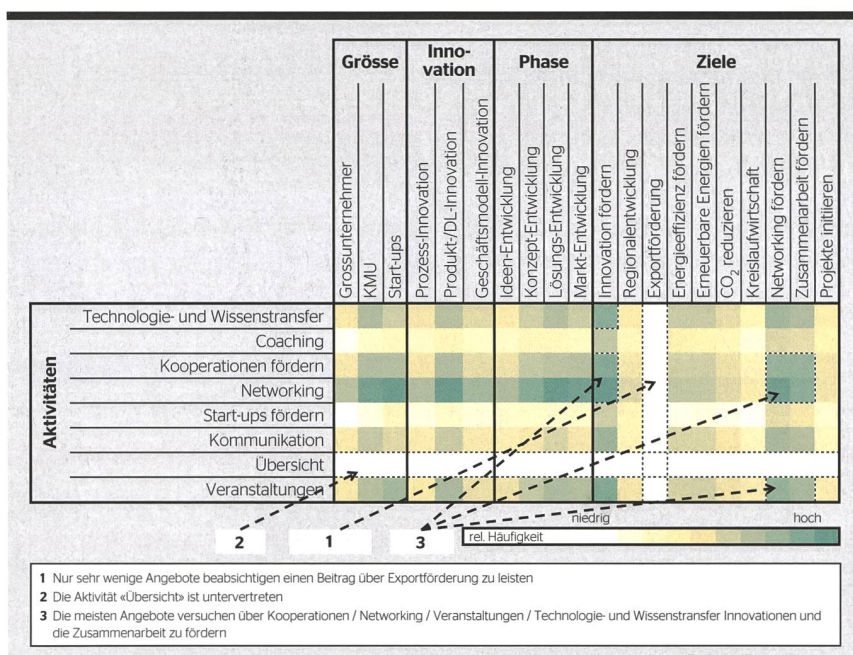 Grösse
Inno-
vation
Phase
Ziele
Grossunternehmer
KMU
Start-ups
Prozess-Innovation
Produkt-/DL-Innovation
Geschäftsmodell-Innovation
Ideen-Entwicklung
Konzept-Entwicklung
Lösungs-Entwicklung
Markt-Entwicklung
Innovation fördern
Regionalentwicklung
Exportförderung
Energieeffizienz fördern
Erneuerbare Energien fördern
CO₂ reduzieren
Kreislaufwirtschaft
Networking fördern
Zusammenarbeit fördern
Projekte initiieren
Aktivitäten
Technologie- und Wissenstransfer
Coaching
Kooperationen fördern
Networking
Start-ups fördern
Kommunikation
Übersicht
Veranstaltungen
niedrig
hoch
2
1
3
rel. Häufigkeit
1 Nur sehr wenige Angebote beabsichtigen einen Beitrag über Exportförderung zu leisten
2 Die Aktivität «Übersicht» ist untervertreten
3 Die meisten Angebote versuchen über Kooperationen / Networking / Veranstaltungen / Technologie- und Wissenstransfer Innovationen und
die Zusammenarbeit zu fördern